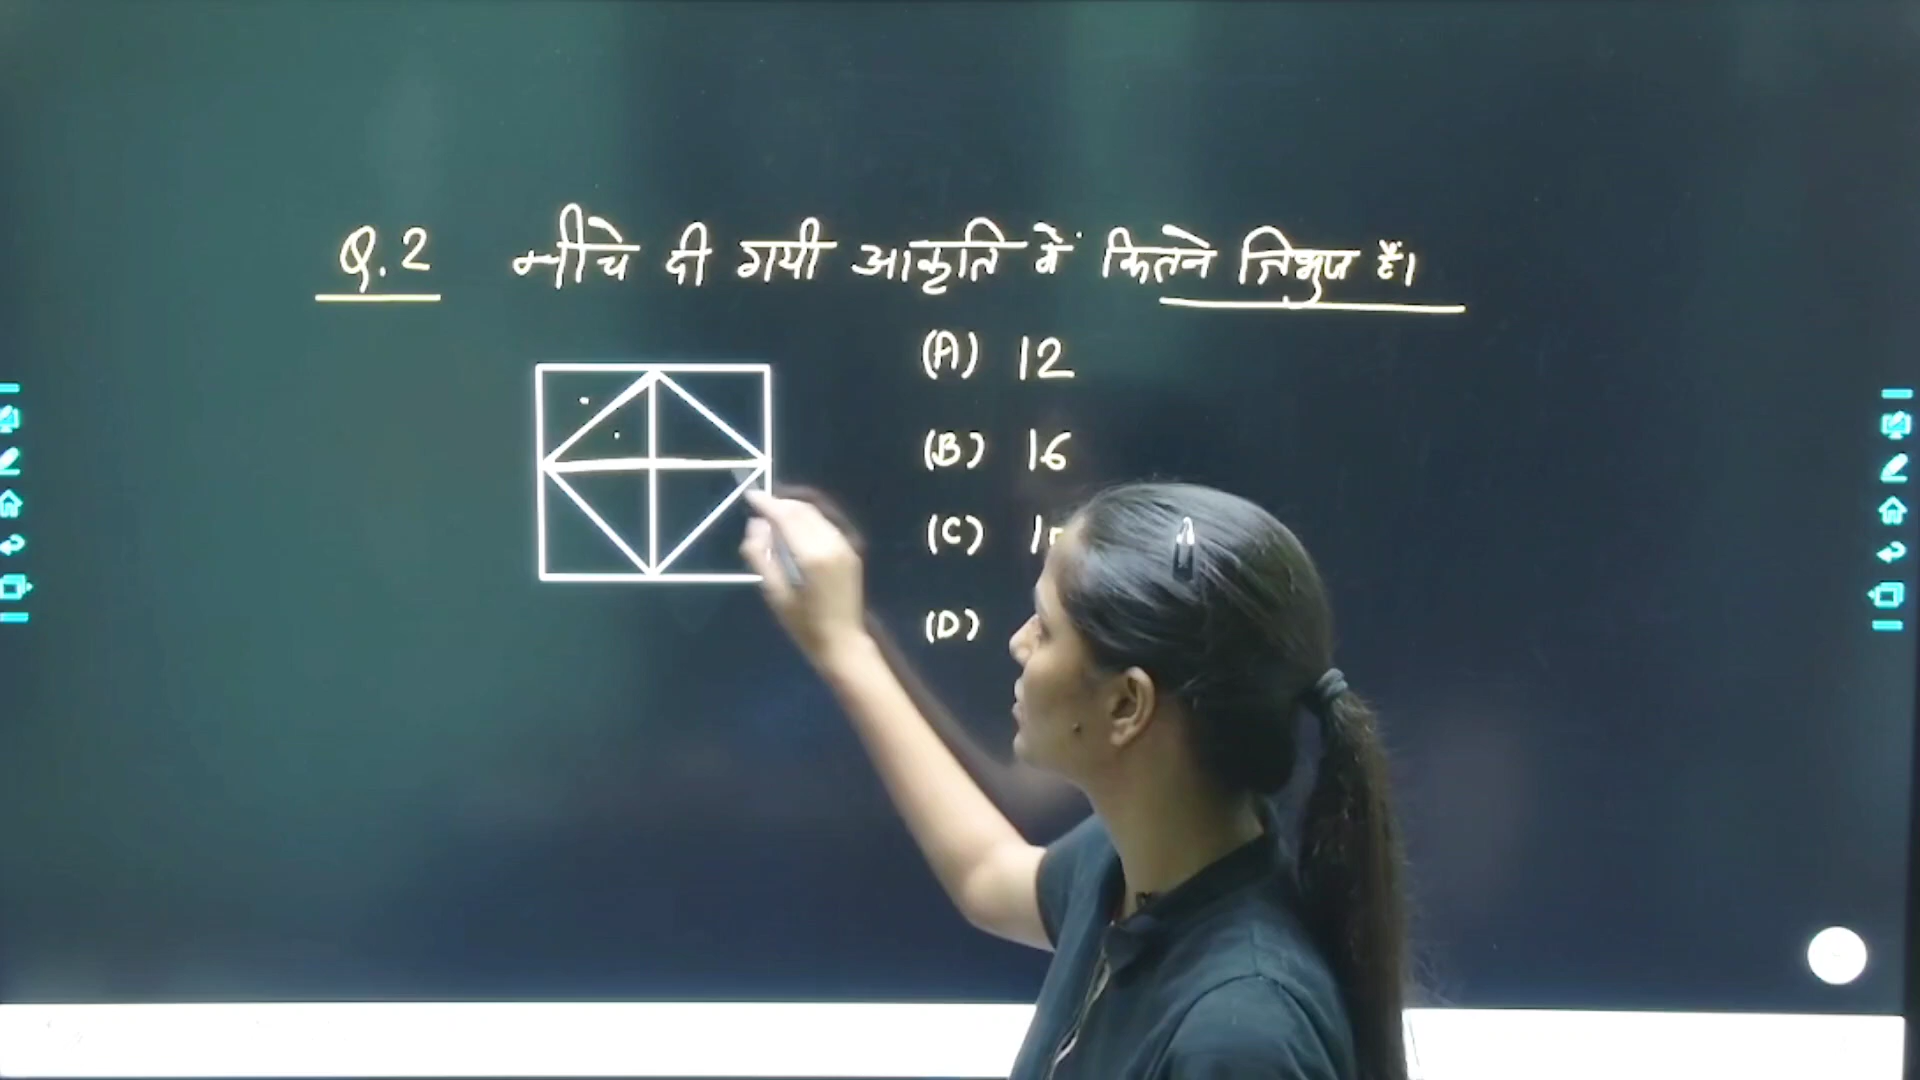 Q.2 नीचे दी गयी आकृति में कितने त्रिभुज हैं।
(A) 12
(B) 16
(C)
(D)